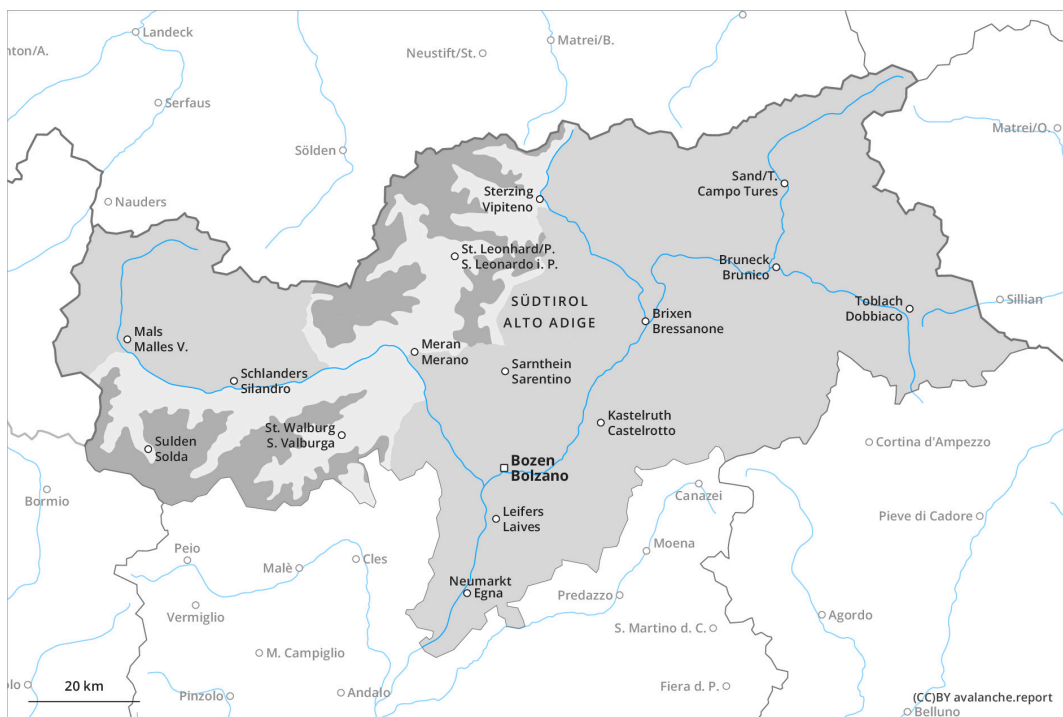 Landeck
nton/A.
Neustift/St.
Matrei/B.
Serfaus
Matrei/O.
Sölden
Nauders
Sterzing
Vipiteno
Sand/T.
Campo Tures
St. Leonhard/P.
S. Leonardo i. P.
Bruneck
Brunico
SÜDTIROL
ALTO ADIGE
Toblach
Dobbiaco
Sillian
Brixen
Bressanone
Mals
Malles V.
Meran
Merano
Sarnthein
Sarentino
Schlanders
Silandro
Kastelruth
Castelrotto
St. Walburg
S. Valburga
Sulden
Solda
Cortina d'Ampezzo
Bozen
Bolzano
Bormio
Canazei
Leifers
Laives
Pieve di Cadore
Peio
Malè
Cles
Moena
Neumarkt
Egna
Predazzo
Vermiglio
Agordo
S. Martino d. C.
M. Campiglio
olo
20 km
Pinzolo
Andalo
Fiera d. P.
(CC)BY avalanche.report
Belluno